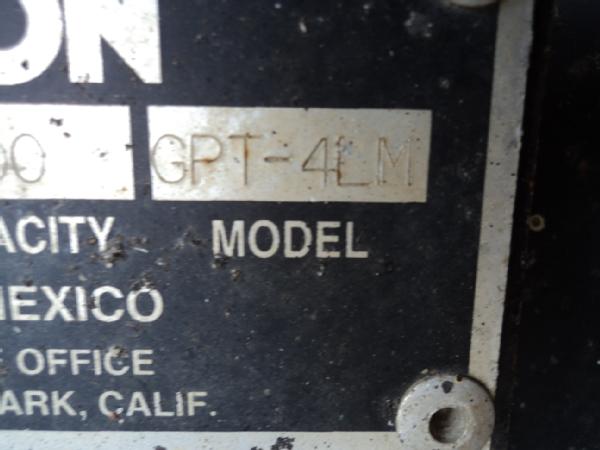 ON
00 GPT-4LM
ACITY MODEL
MEXICO
E OFFICE
ARK, CALIF.